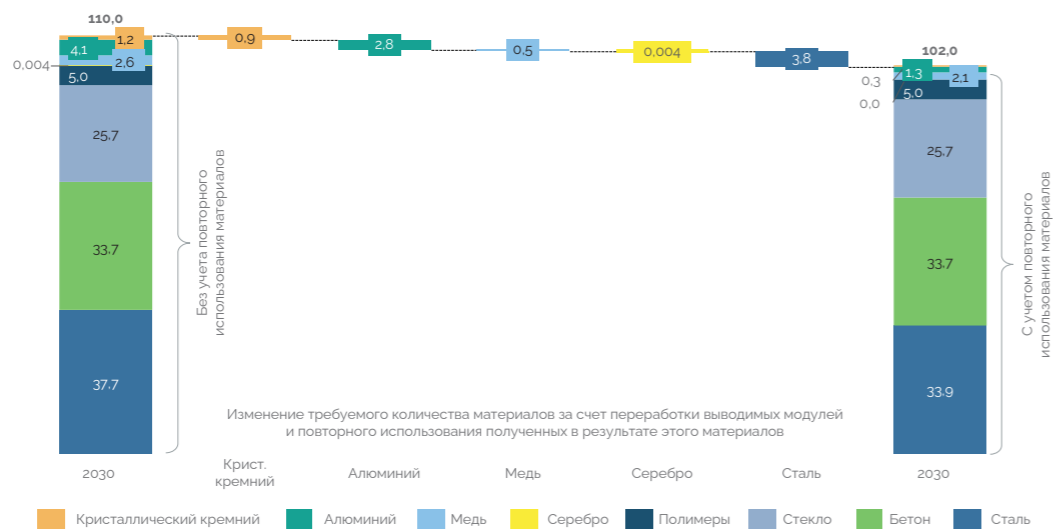 110,0
1,2
4,1
2,6
0,004
5,0
25,7
33,7
37,7
Без учета повторного
использования материалов
0,9
2,8
0,5
0,004
3,8
102,0
0,3
1,3
2,1
0,0
5,0
25,7
33,7
33,9
С учетом повторного
использования материалов
Изменение требуемого количества материалов за счет переработки выводимых модулей
и повторного использования полученных в результате этого материалов
2030
Крист.
кремний
Алюминий
Медь
Серебро
Сталь
2030
Кристаллический кремний
Алюминий
Медь
Серебро
Полимеры
Стекло
Бетон
Сталь